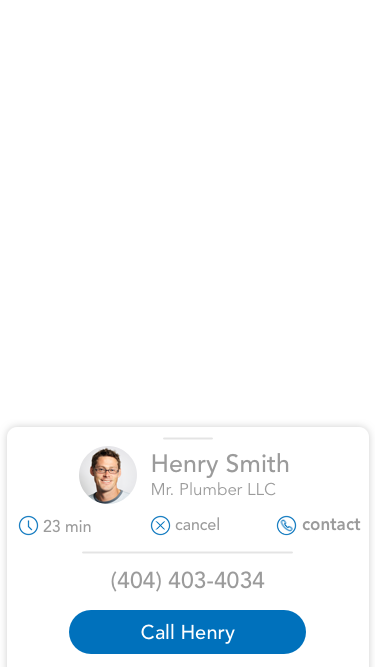 Henry Smith
Mr. Plumber LLC
23 min cancel contact
(404) 403-4034
Call Henry